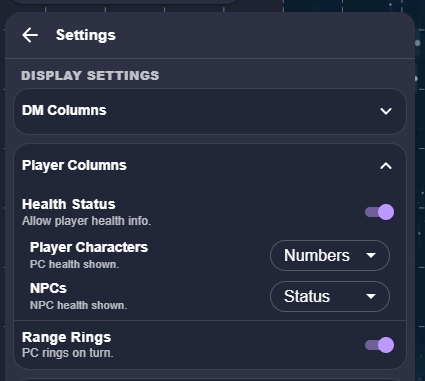 Settings
DISPLAY SETTINGS
DM Columns
Player Columns
Health Status
Allow player health info.
Player Characters
PC health shown.
Numbers
NPCs
NPC health shown.
Status
Range Rings
PC rings on turn.